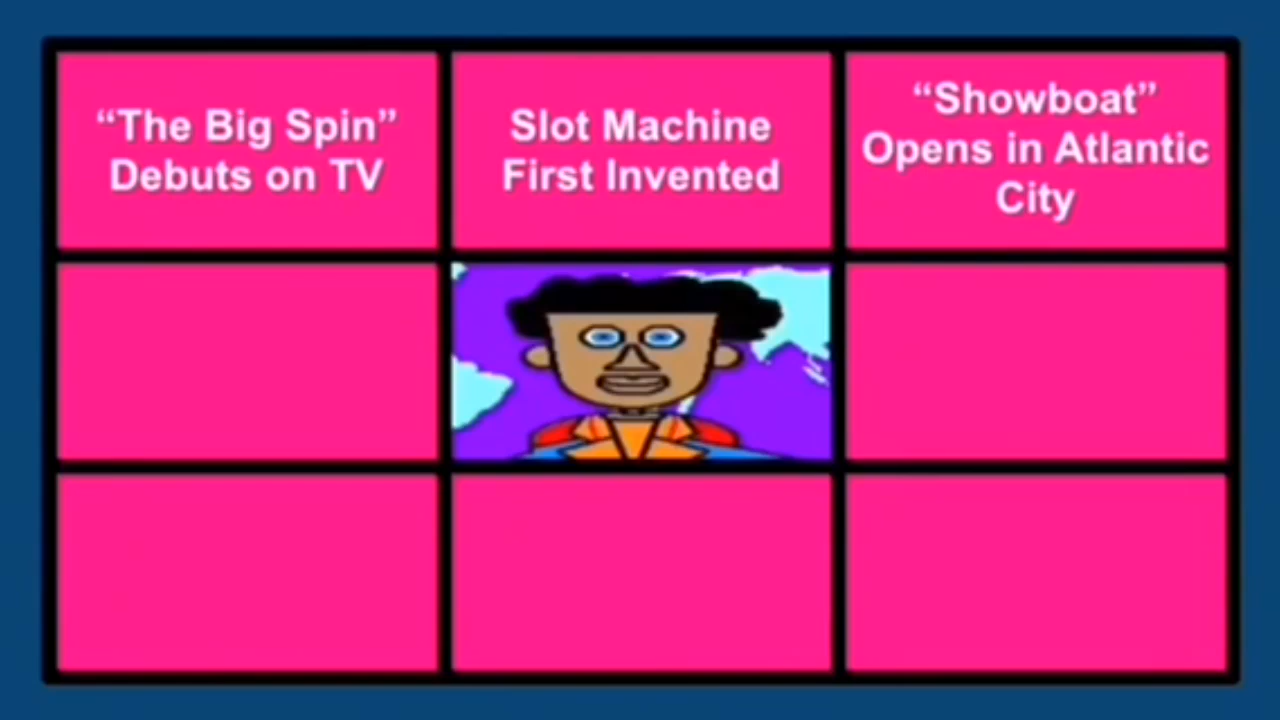 “The Big Spin”
Debuts on TV
Slot Machine
First Invented
“Showboat”
Opens in Atlantic
City